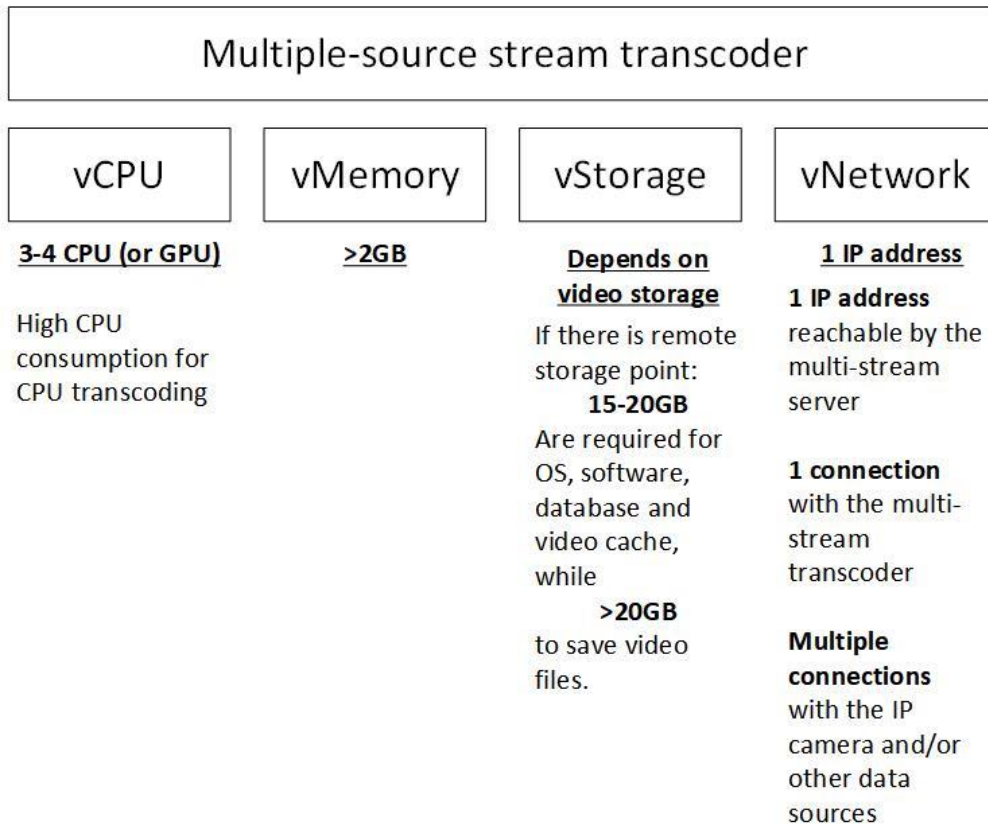 Multiple-source stream transcoder
vCPU
3-4 CPU (or GPU)
High CPU
consumption for
CPU transcoding
vMemory
>2GB
vStorage
Depends on
video storage
If there is remote
storage point:
15-20GB
Are required for
OS, software,
database and
video cache,
while
>20GB
to save video
files.
vNetwork
1 IP address
1 IP address
reachable by the
multi-stream
server
1 connection
with the multi-
stream
transcoder
Multiple
connections
with the IP
camera and/or
other data
sources